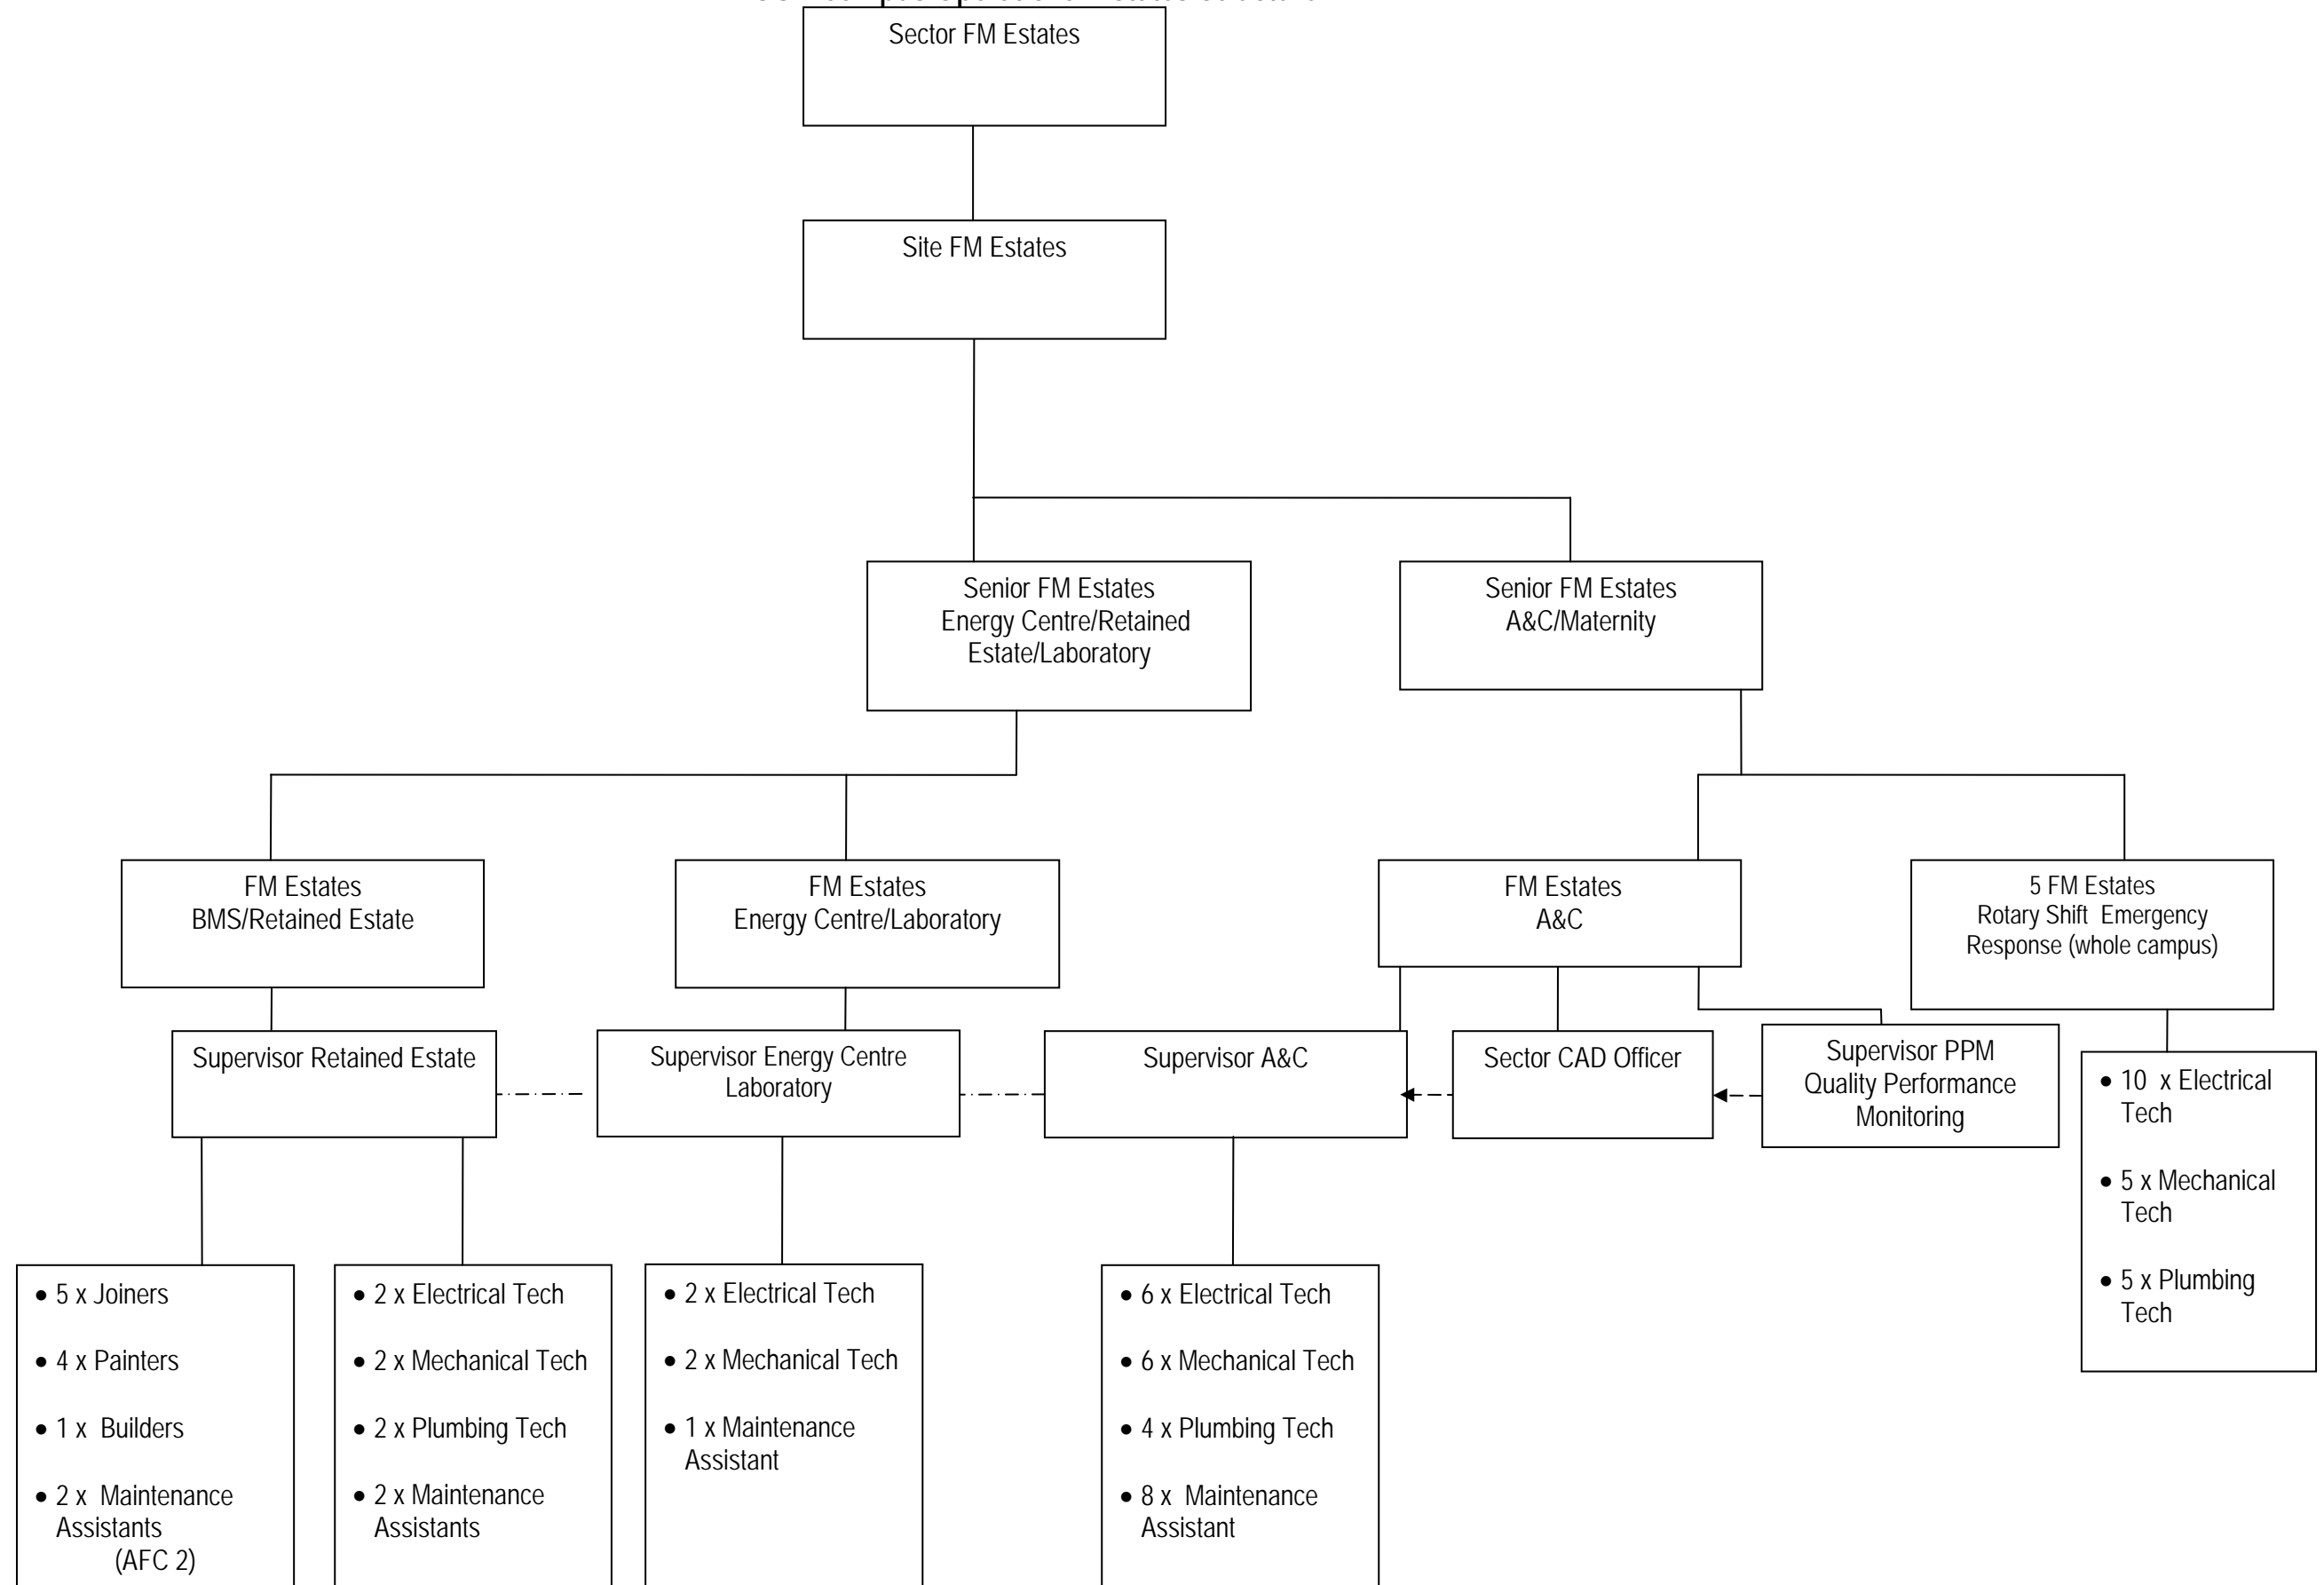 Sector FM Estates
Site FM Estates
Senior FM Estates
Energy Centre/Retained
Estate/Laboratory
Senior FM Estates
A&C/Maternity
FM Estates
BMS/Retained Estate
FM Estates
Energy Centre/Laboratory
FM Estates
A&C
5 FM Estates
Rotary Shift Emergency
Response (whole campus)
Supervisor Retained Estate
Supervisor Energy Centre
Laboratory
Supervisor A&C
Sector CAD Officer
Supervisor PPM
Quality Performance
Monitoring
• 10 x Electrical
Tech
• 5 x Mechanical
Tech
• 5 x Plumbing
Tech
• 5 x Joiners
• 4 x Painters
• 1 x Builders
• 2 x Maintenance
Assistants
(AFC 2)
• 2 x Electrical Tech
• 2 x Mechanical Tech
• 2 x Plumbing Tech
• 2 x Maintenance
Assistants
• 2 x Electrical Tech
• 2 x Mechanical Tech
• 1 x Maintenance
Assistant
• 6 x Electrical Tech
• 6 x Mechanical Tech
• 4 x Plumbing Tech
• 8 x Maintenance
Assistant